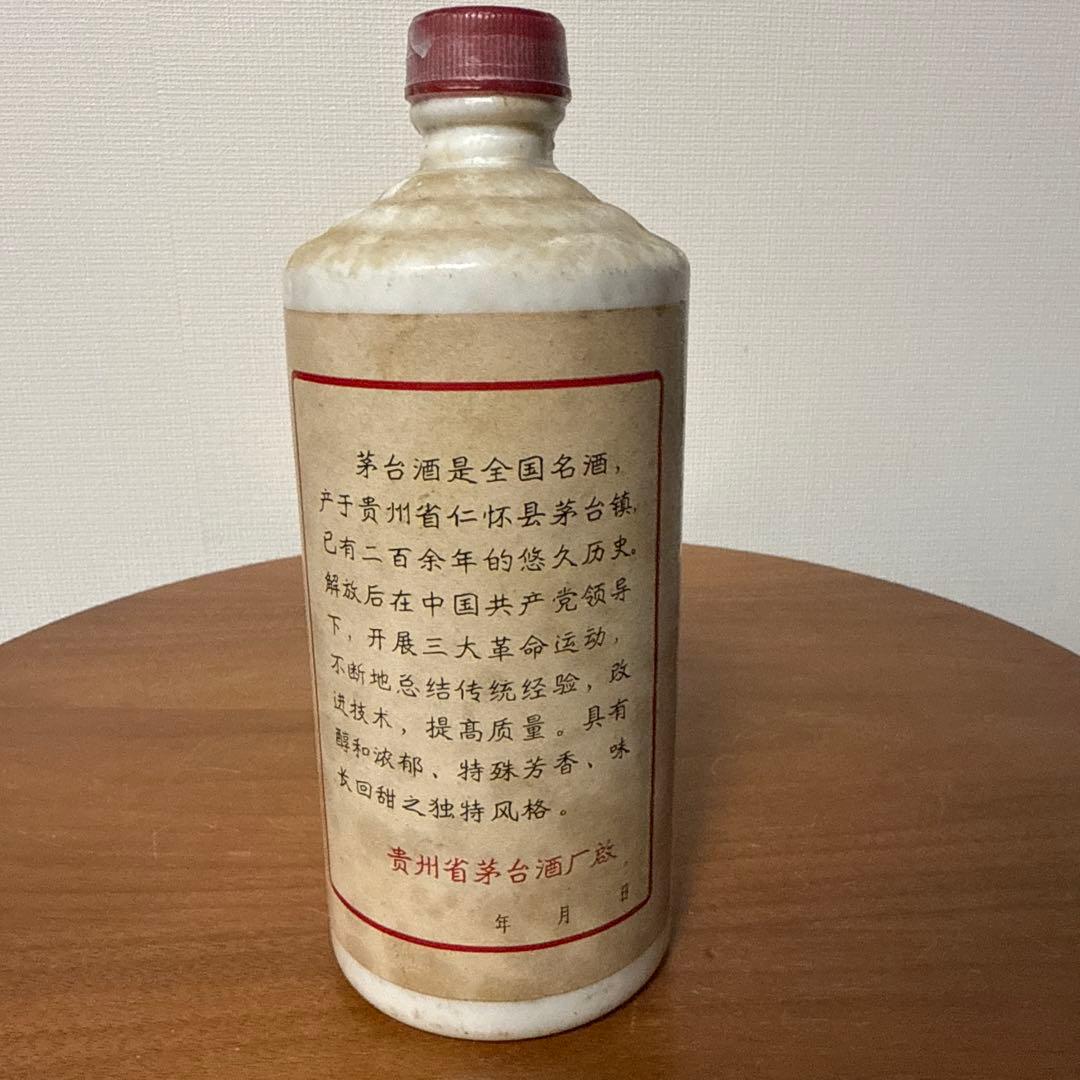 茅台酒是全国名酒，
产于贵州省仁怀县茅台镇，
已有二百余年的悠久历史。
解放后在中国共产党领导
下，开展三大革命运动，
不断地总结传统经验，改
进技术，提高质量。具有
醇和浓郁、特殊芳香、味
长回甜之独特风格。
贵州省茅台酒厂啟
年 月 日